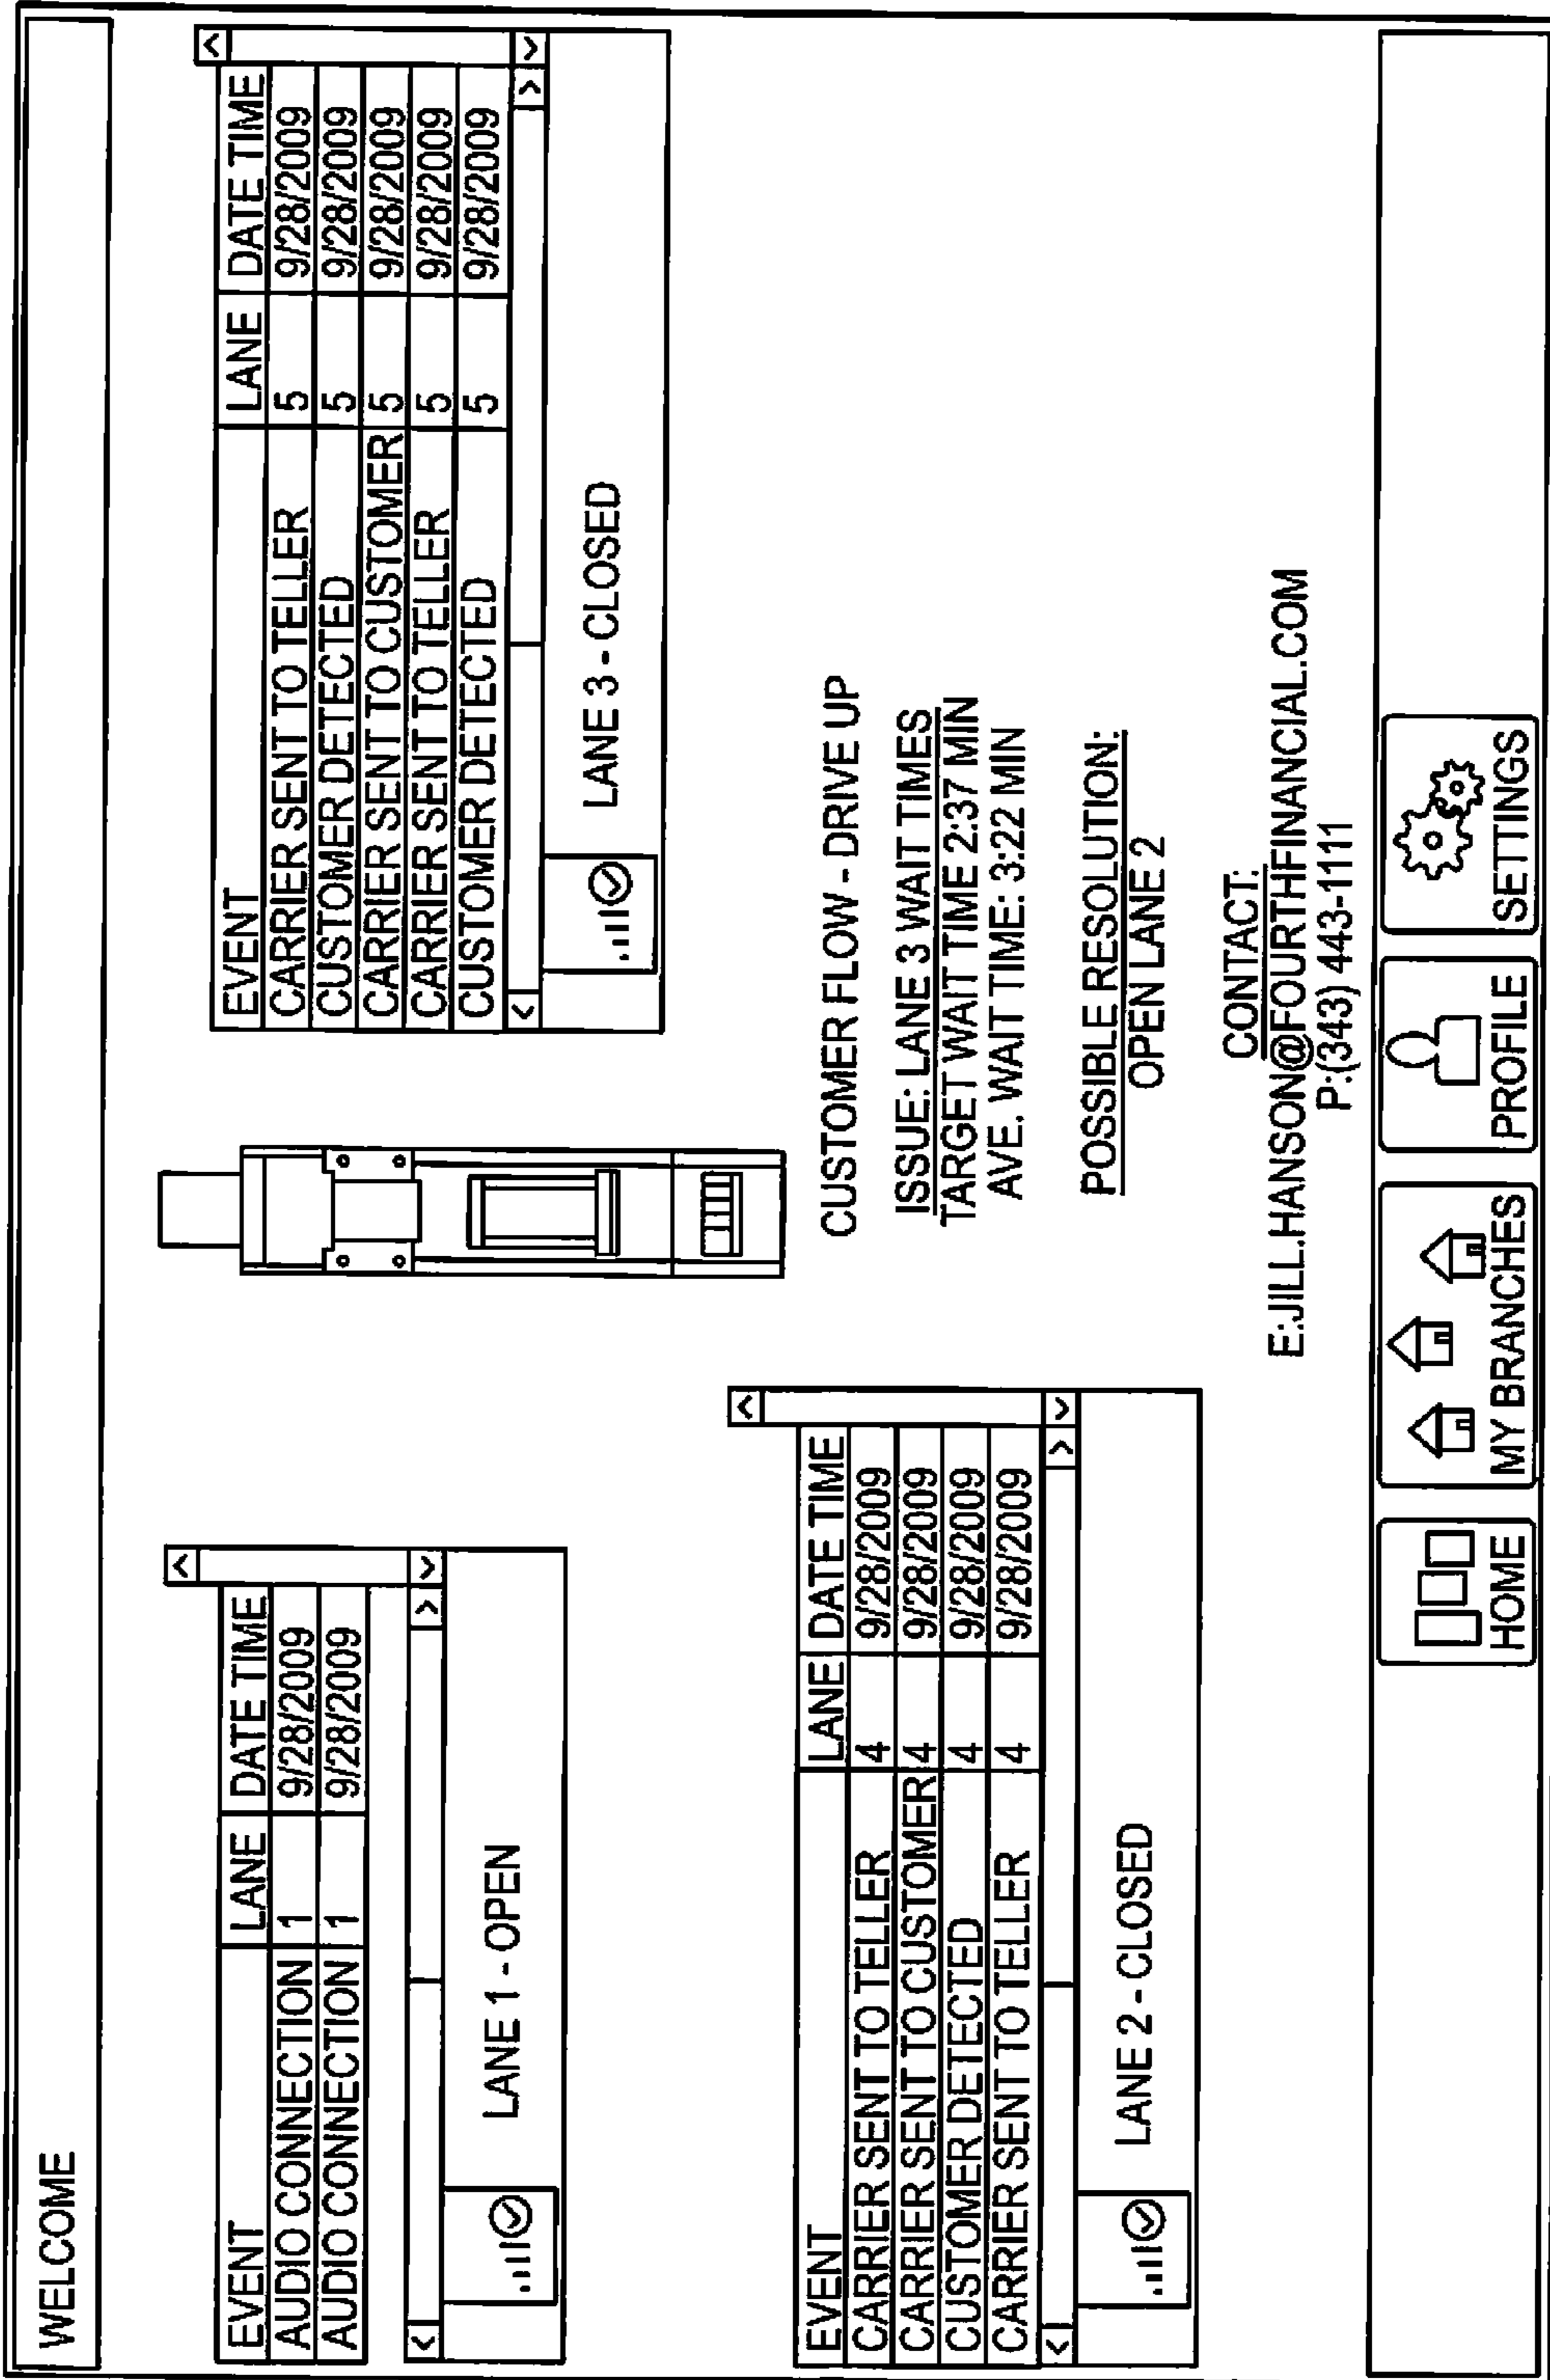 WELCOME
EVENT LANE DATE TIME
AUDIO CONNECTION 1 9/28/2009
AUDIO CONNECTION 1 9/28/2009
LANE 1 - OPEN
EVENT LANE DATE TIME
CARRIER SENT TO TELLER 5 9/28/2009
CUSTOMER DETECTED 5 9/28/2009
CARRIER SENT TO CUSTOMER 5 9/28/2009
CARRIER SENT TO TELLER 5 9/28/2009
CUSTOMER DETECTED 5 9/28/2009
LANE 3 - CLOSED
EVENT LANE DATE TIME
CARRIER SENT TO TELLER 4 9/28/2009
CARRIER SENT TO CUSTOMER 4 9/28/2009
CUSTOMER DETECTED 4 9/28/2009
CARRIER SENT TO TELLER 4 9/28/2009
LANE 2 - CLOSED
CUSTOMER FLOW - DRIVE UP
ISSUE: LANE 3 WAIT TIMES
TARGET WAIT TIME 2:37 MIN
AVE. WAIT TIME: 3:22 MIN
POSSIBLE RESOLUTION:
OPEN LANE 2
CONTACT:
E:JILL.HANSON@FOURTHFINANCIAL.COM
P:(343) 443-1111
HOME
MY BRANCHES
PROFILE
SETTINGS